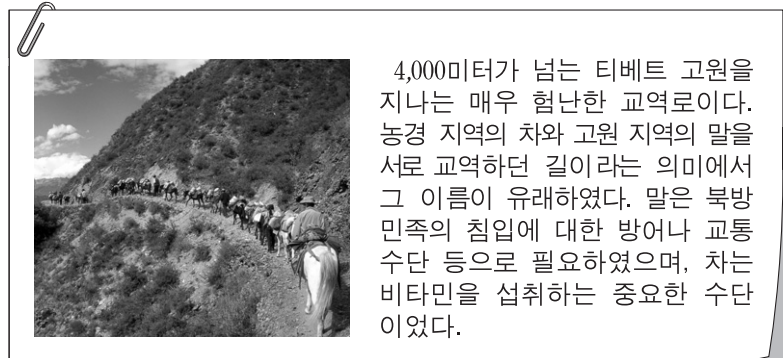 4,000미터가 넘는 티베트 고원을
지나는 매우 험난한 교역로이다.
농경 지역의 차와 고원 지역의 말을
서로 교역하던 길이라는 의미에서
그 이름이 유래하였다. 말은 북방
민족의 침입에 대한 방어나 교통
수단 등으로 필요하였으며, 차는
비타민을 섭취하는 중요한 수단
이었다.